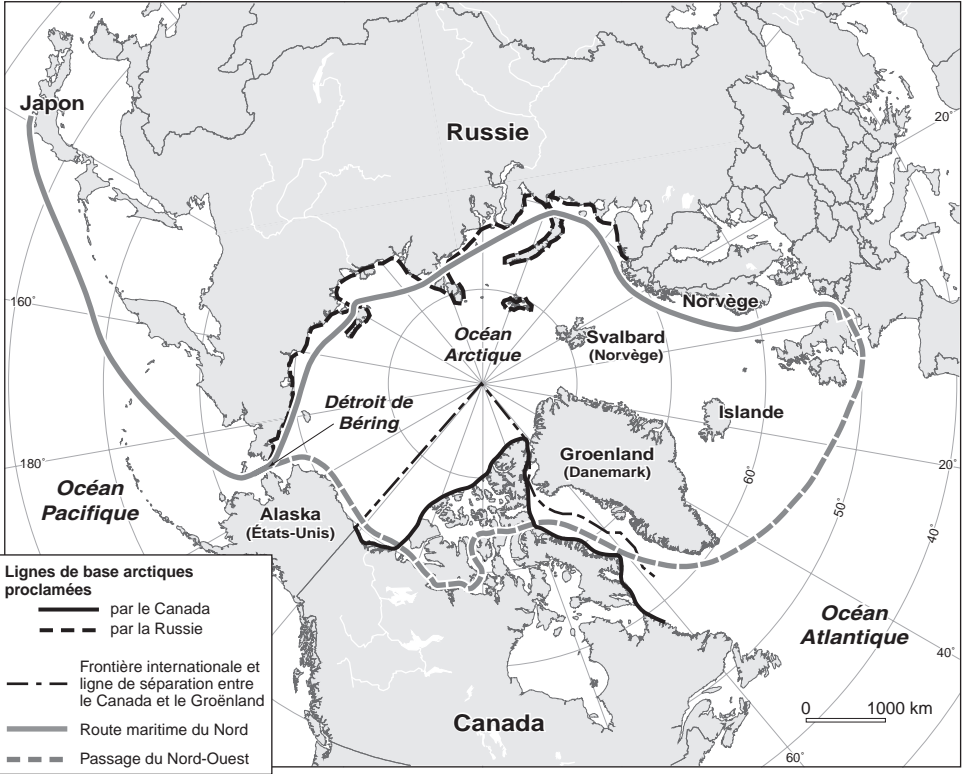 Japon
Russie
20°
160°
Norvège
Océan
Arctique
Svalbard
(Norvège)
Détroit de
Béring
Islande
180°
Groenland
(Danemark)
60°
20°
Océan
Pacifique
Alaska
(États-Unis)
50°
40°
Lignes de base arctiques
proclamées
par le Canada
par la Russie
Frontière internationale et
ligne de séparation entre
le Canada et le Groënland
Route maritime du Nord
Passage du Nord-Ouest
Océan
Atlantique
40°
0 1000 km
Canada
60°